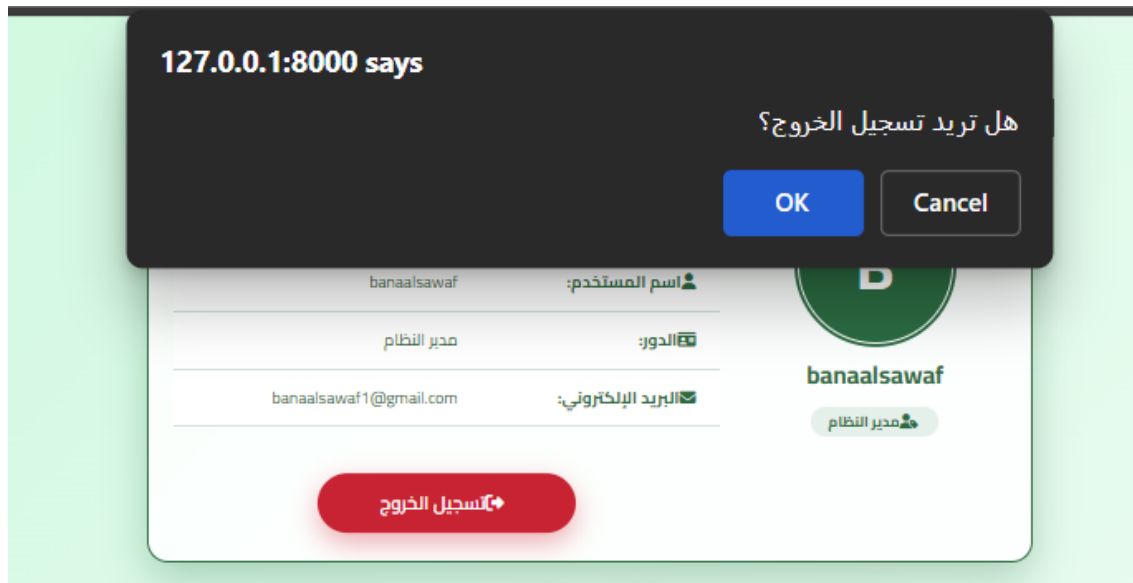 127.0.0.1:8000 says
هل تريد تسجيل الخروج؟
OK
Cancel
B
banaalsawaf
مدير النظام
اسم المستخدم: banaalsawaf
الدور: مدير النظام
البريد الإلكتروني: banaalsawaf1@gmail.com
تسجيل الخروج